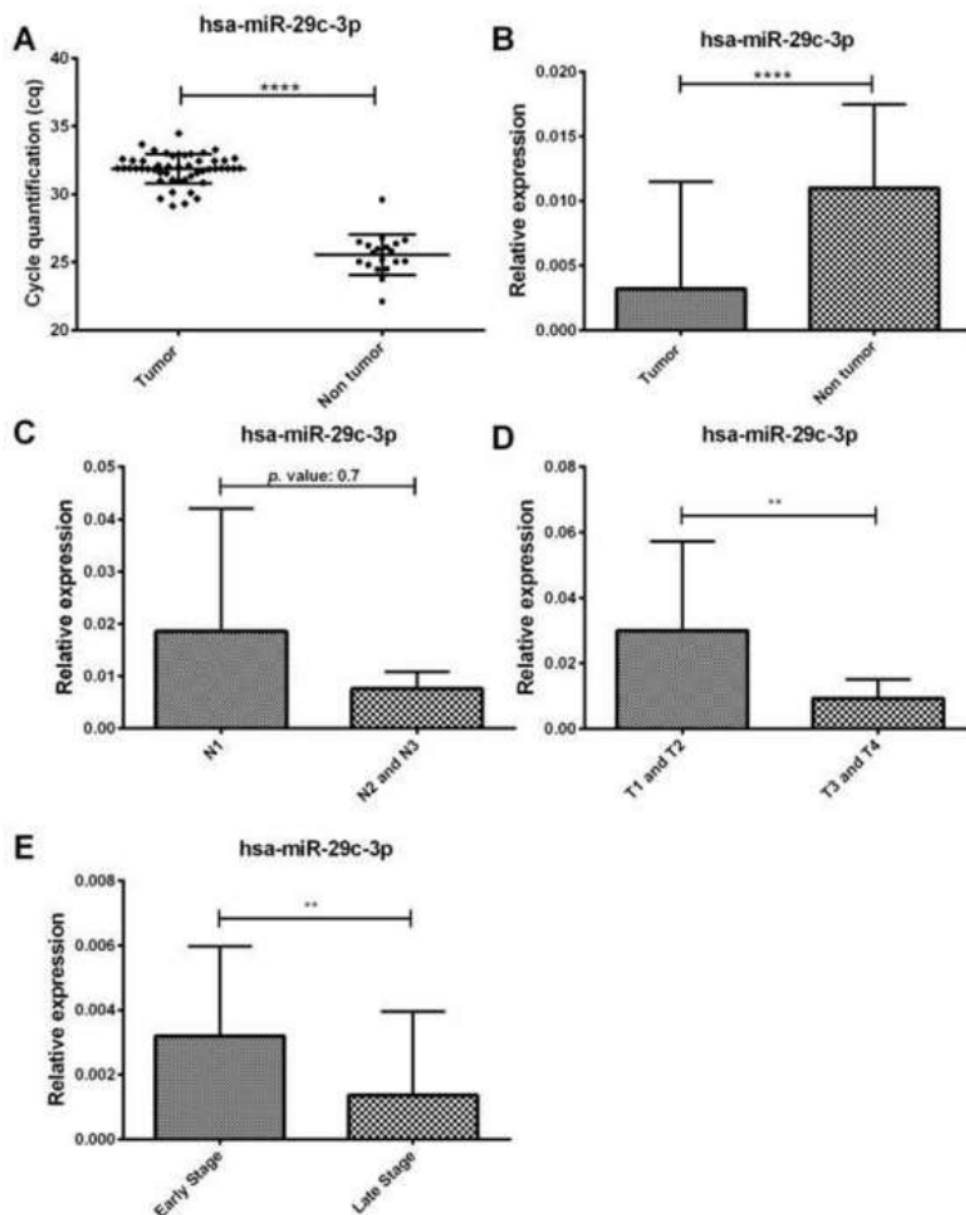 A
hsa-miR-29c-3p
Cycle quantification (cq)
40
35
30
25
20
****
Tumor
Non tumor
B
hsa-miR-29c-3p
Relative expression
0.020
0.015
0.010
0.005
0.000
****
Tumor
Non tumor
C
hsa-miR-29c-3p
Relative expression
0.05
0.04
0.03
0.02
0.01
0.00
p. value: 0.7
N1
N2 and N3
D
hsa-miR-29c-3p
Relative expression
0.08
0.06
0.04
0.02
0.00
**
T1 and T2
T3 and T4
E
hsa-miR-29c-3p
Relative expression
0.008
0.006
0.004
0.002
0.000
**
Early Stage
Late Stage